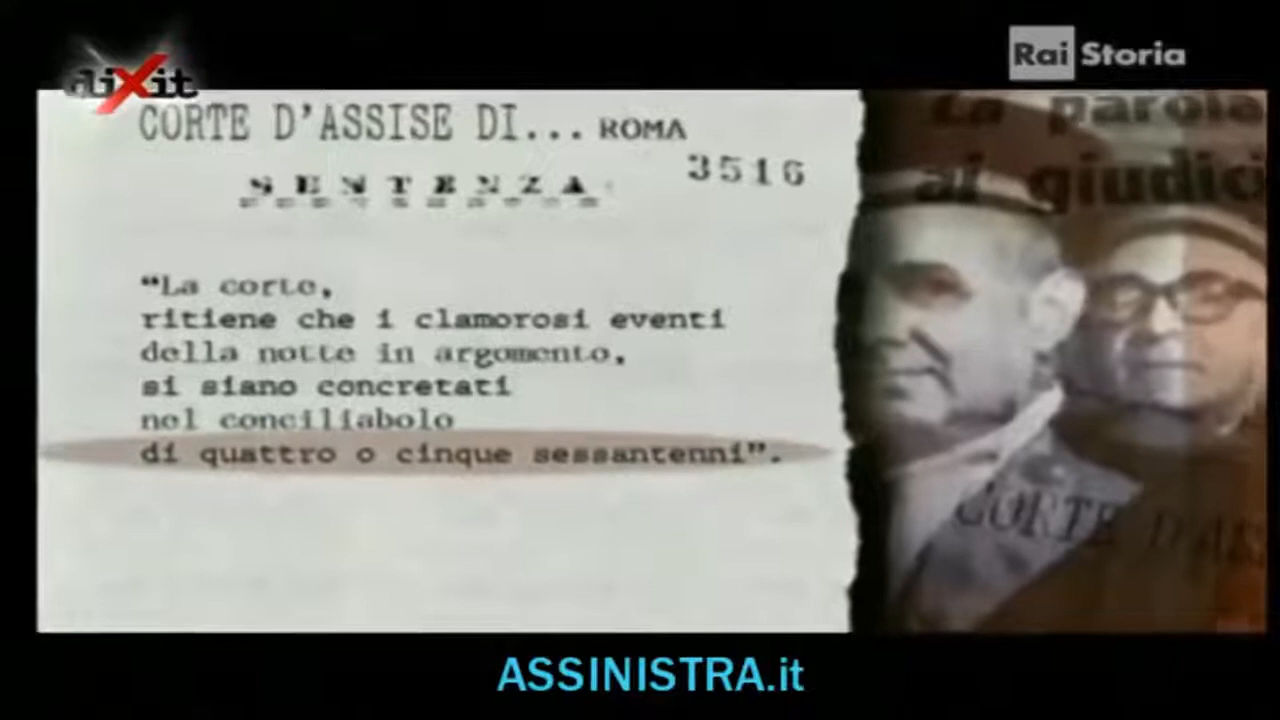 diXit
Rai Storia
CORTE D'ASSISE DI... ROMA
3516
SENTENZA
“La corte,
ritiene che i clamorosi eventi
della notte in argomento,
si siano concretati
nel conciliabolo
di quattro o cinque sessantenni”.
La parola
ai giudici
CORTE D'AS
ASSINISTRA.it